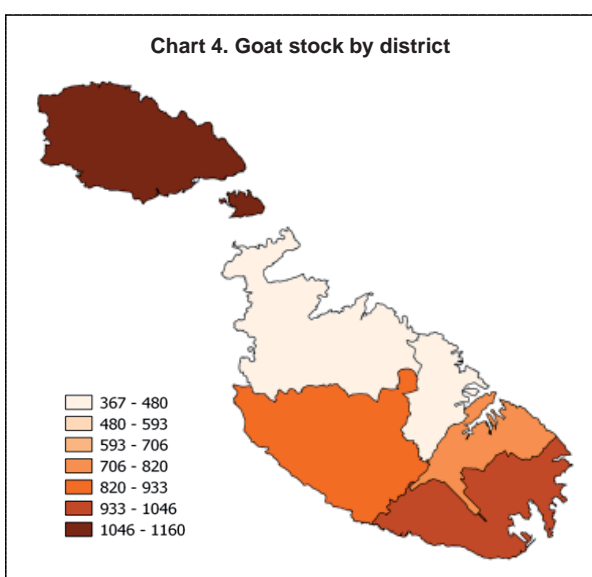 Chart 4. Goat stock by district
367 - 480
480 - 593
593 - 706
706 - 820
820 - 933
933 - 1046
1046 - 1160